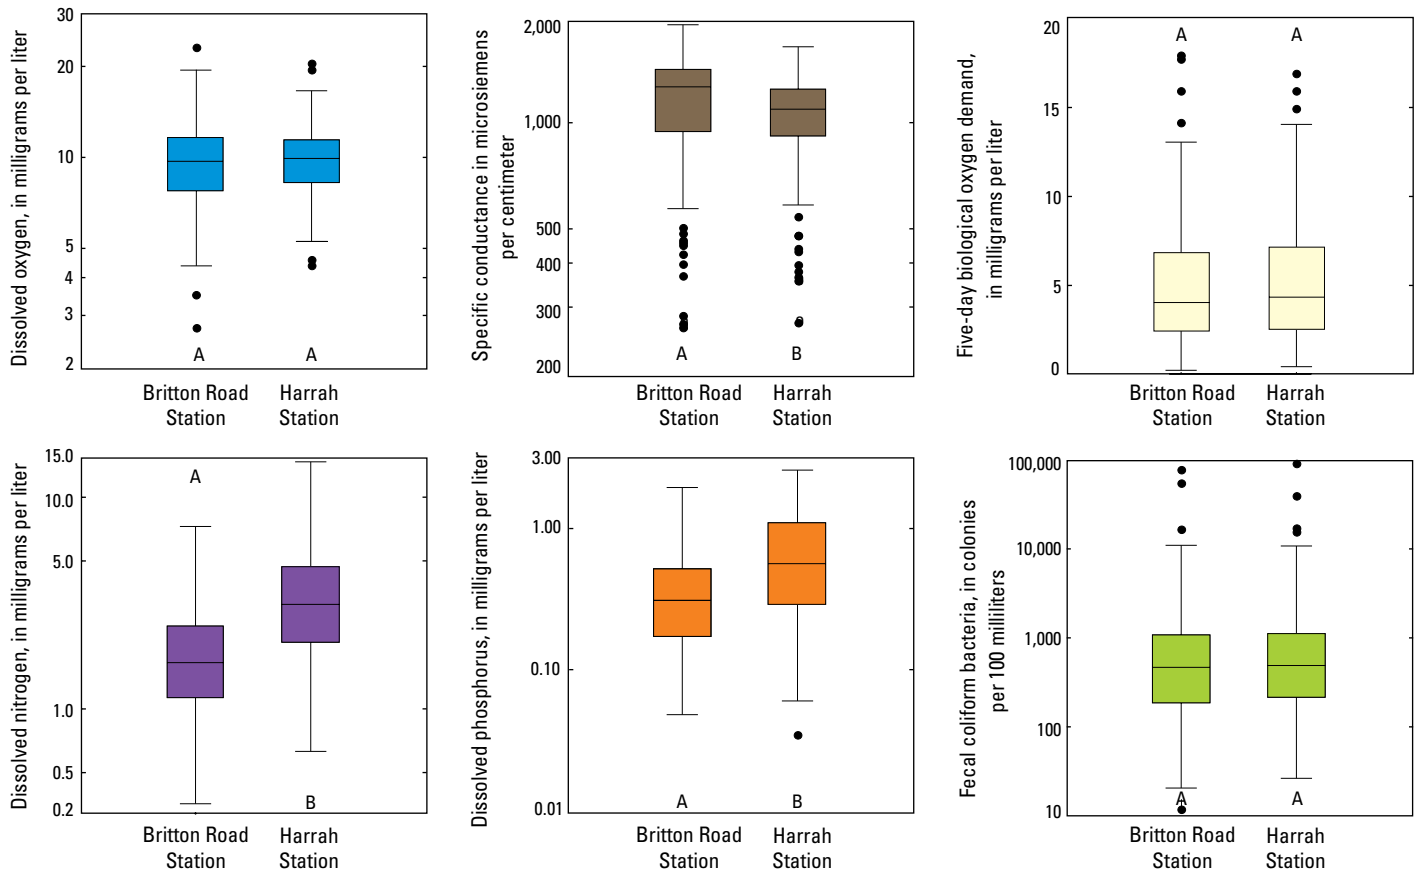 Dissolved oxygen, in milligrams per liter
30
20
10
5
4
3
2
A
A
Britton Road
Station
Harrah
Station
Specific conductance in microsiemens
per centimeter
2,000
1,000
500
400
300
200
A
B
Britton Road
Station
Harrah
Station
Five-day biological oxygen demand,
in milligrams per liter
20
15
10
5
0
A
A
Britton Road
Station
Harrah
Station
Dissolved nitrogen, in milligrams per liter
15.0
10.0
5.0
1.0
0.5
0.2
A
B
Britton Road
Station
Harrah
Station
Dissolved phosphorus, in milligrams per liter
3.00
1.00
0.10
0.01
A
B
Britton Road
Station
Harrah
Station
Fecal coliform bacteria, in colonies
per 100 milliliters
100,000
10,000
1,000
100
10
A
A
Britton Road
Station
Harrah
Station